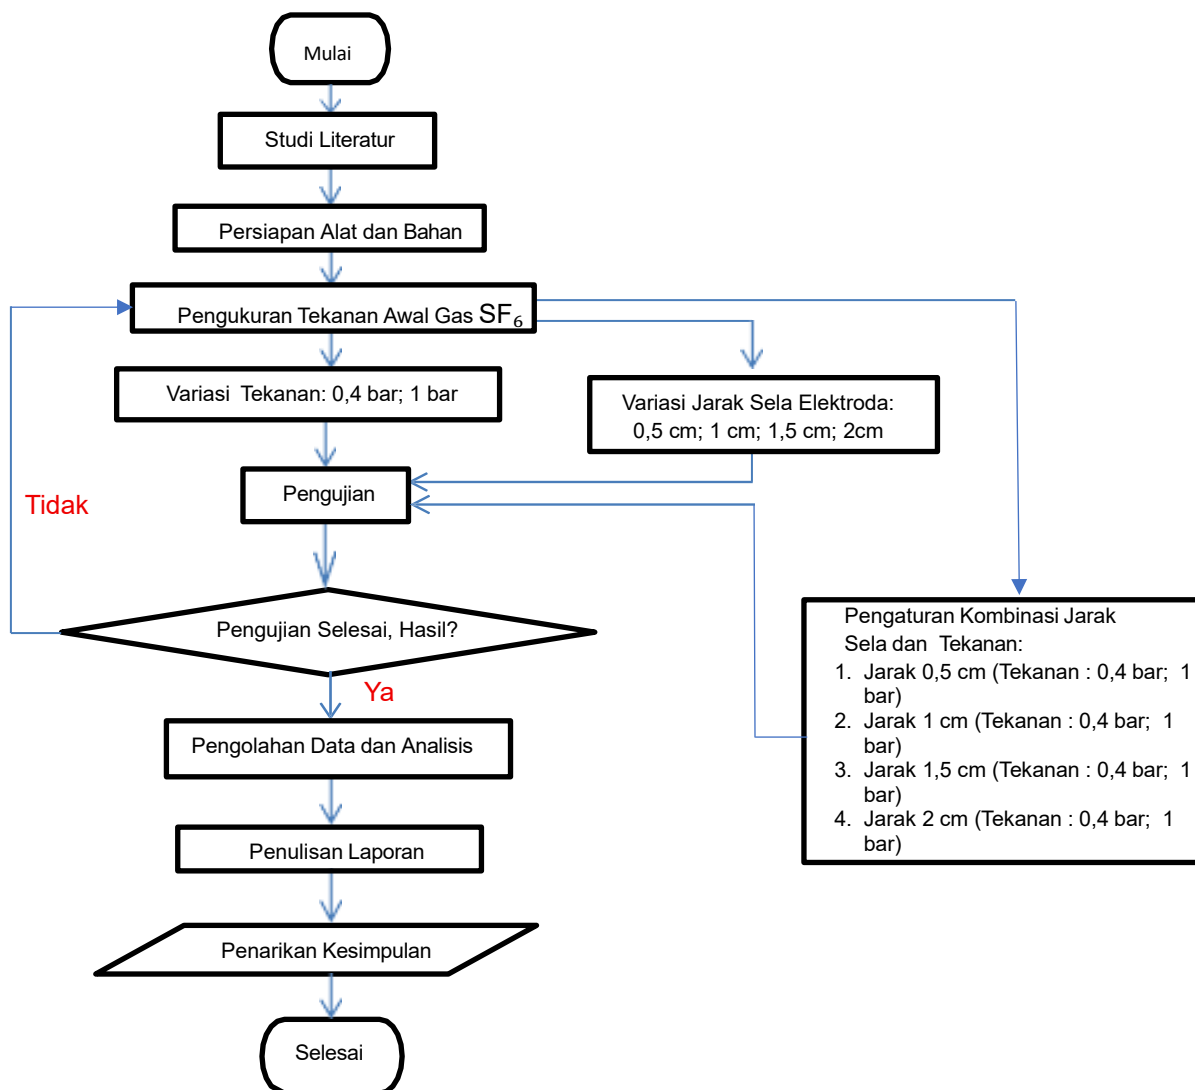 Mulai
Studi Literatur
Persiapan Alat dan Bahan
Pengukuran Tekanan Awal Gas SF₆
Variasi Tekanan: 0,4 bar; 1 bar
Variasi Jarak Sela Elektroda:
0,5 cm; 1 cm; 1,5 cm; 2cm
Pengujian
Tidak
Pengujian Selesai, Hasil?
Ya
Pengaturan Kombinasi Jarak
Sela dan Tekanan:
1. Jarak 0,5 cm (Tekanan : 0,4 bar; 1
bar)
2. Jarak 1 cm (Tekanan : 0,4 bar; 1
bar)
3. Jarak 1,5 cm (Tekanan : 0,4 bar; 1
bar)
4. Jarak 2 cm (Tekanan : 0,4 bar; 1
bar)
Pengolahan Data dan Analisis
Penulisan Laporan
Penarikan Kesimpulan
Selesai